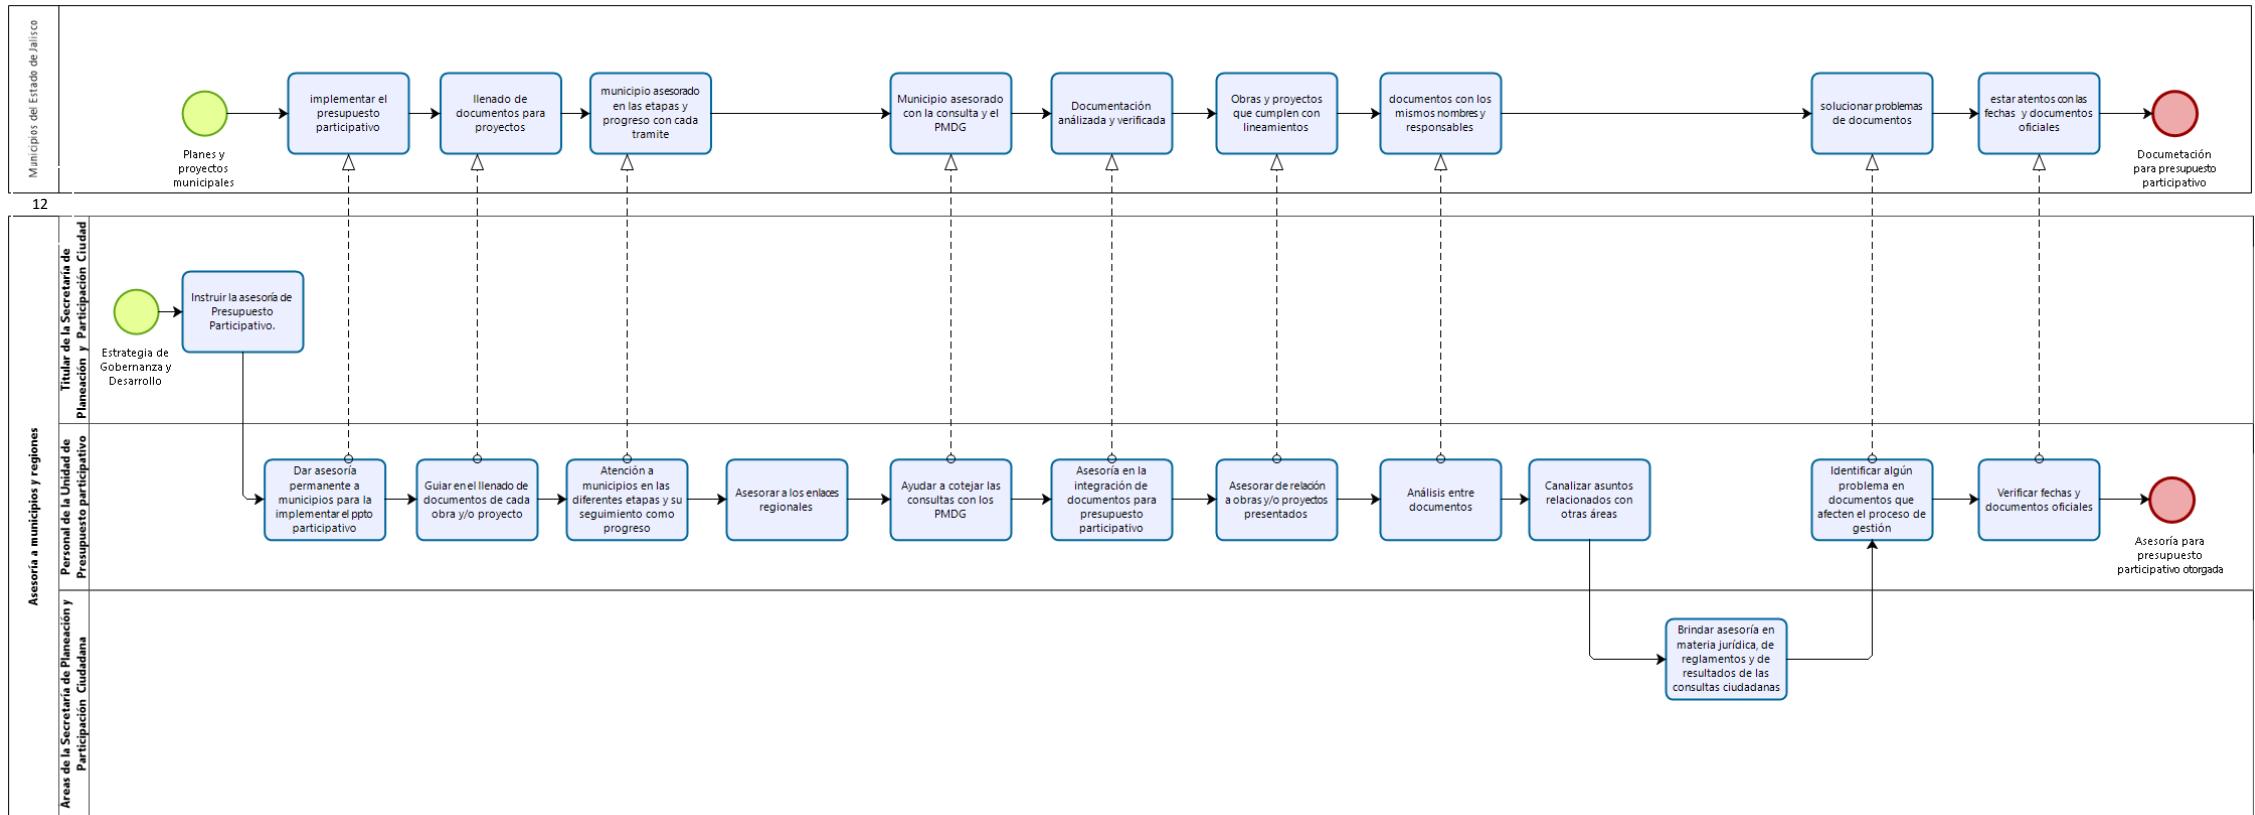 Municipios del Estado de Jalisco
Planes y
proyectos
municipales
implementar el
presupuesto
participativo
llenado de
documentos para
proyectos
municipio asesorado
en las etapas y
progreso con cada
tramite
Municipio asesorado
con la consulta y el
PMDG
Documentación
análizada y verificada
Obras y proyectos
que cumplen con
lineamientos
documentos con los
mismos nombres y
responsables
solucionar problemas
de documentos
estar atentos con las
fechas y documentos
oficiales
Documetación
para presupuesto
participativo
12
Asesoría a municipios y regiones
Titular de la Secretaría de
Planeación y Participación Ciudad
Estrategia de
Gobernanza y
Desarrollo
Instruir la asesoría de
Presupuesto
Participativo.
Personal de la Unidad de
Presupuesto participativo
Dar asesoría
permanente a
municipios para la
implementar el ppto
participativo
Guiar en el llenado de
documentos de cada
obra y/o proyecto
Atención a
municipios en las
diferentes etapas y su
seguimiento como
progreso
Asesorar a los enlaces
regionales
Ayudar a cotejar las
consultas con los
PMDG
Asesoría en la
integración de
documentos para
presupuesto
participativo
Asesorar de relación
a obras y/o proyectos
presentados
Análisis entre
documentos
Canalizar asuntos
relacionados con
otras áreas
Identificar algún
problema en
documentos que
afecten el proceso de
gestión
Verificar fechas y
documentos oficiales
Asesoría para
presupuesto
participativo otorgada
Areas de la Secretaría de Planeación y
Participación Ciudadana
Brindar asesoría en
materia jurídica, de
reglamentos y de
resultados de las
consultas ciudadanas